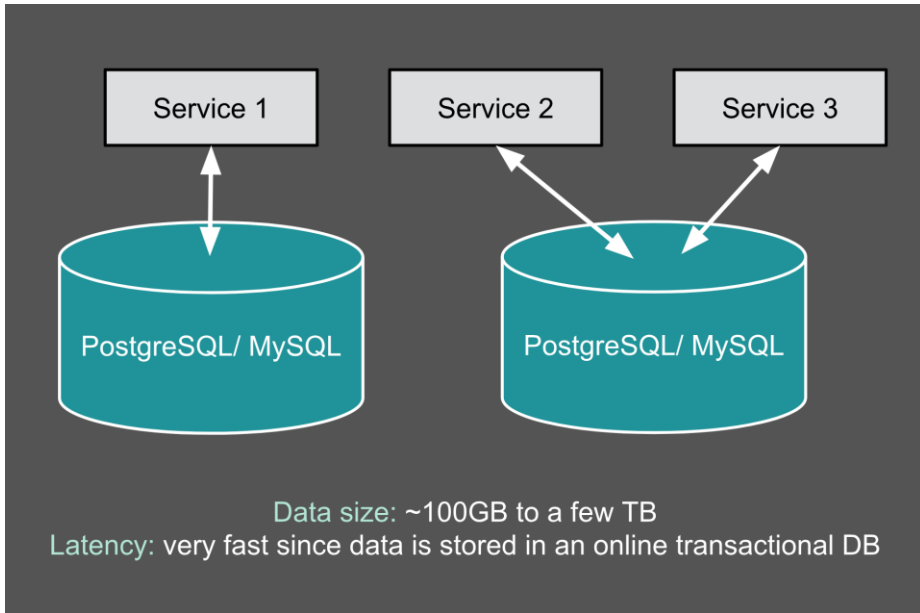 Service 1
Service 2
Service 3
PostgreSQL/ MySQL
PostgreSQL/ MySQL
Data size: ~100GB to a few TB
Latency: very fast since data is stored in an online transactional DB